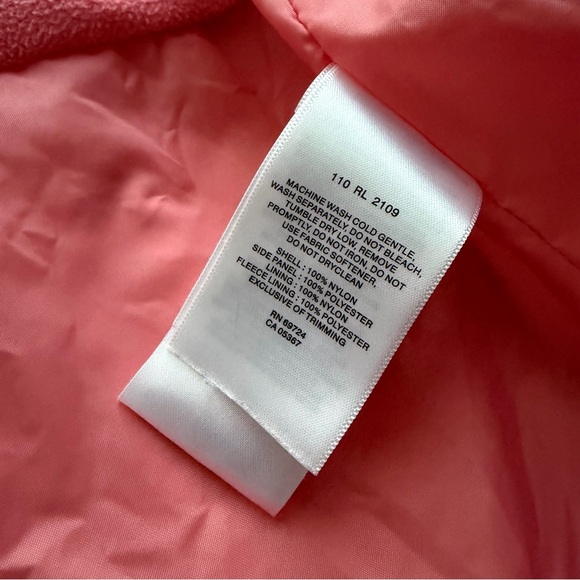 110 RL 2109
MACHINE WASH COLD GENTLE,
WASH SEPARATELY. DO NOT BLEACH,
TUMBLE DRY LOW, REMOVE
PROMPTLY, DO NOT IRON, DO NOT
USE FABRIC SOFTENER.
DO NOT DRYCLEAN
SHELL : 100% NYLON
SIDE PANEL : 100% POLYESTER
LINING : 100% NYLON
FLEECE LINING : 100% POLYESTER
EXCLUSIVE OF TRIMMING
RN 69724
CA 05367